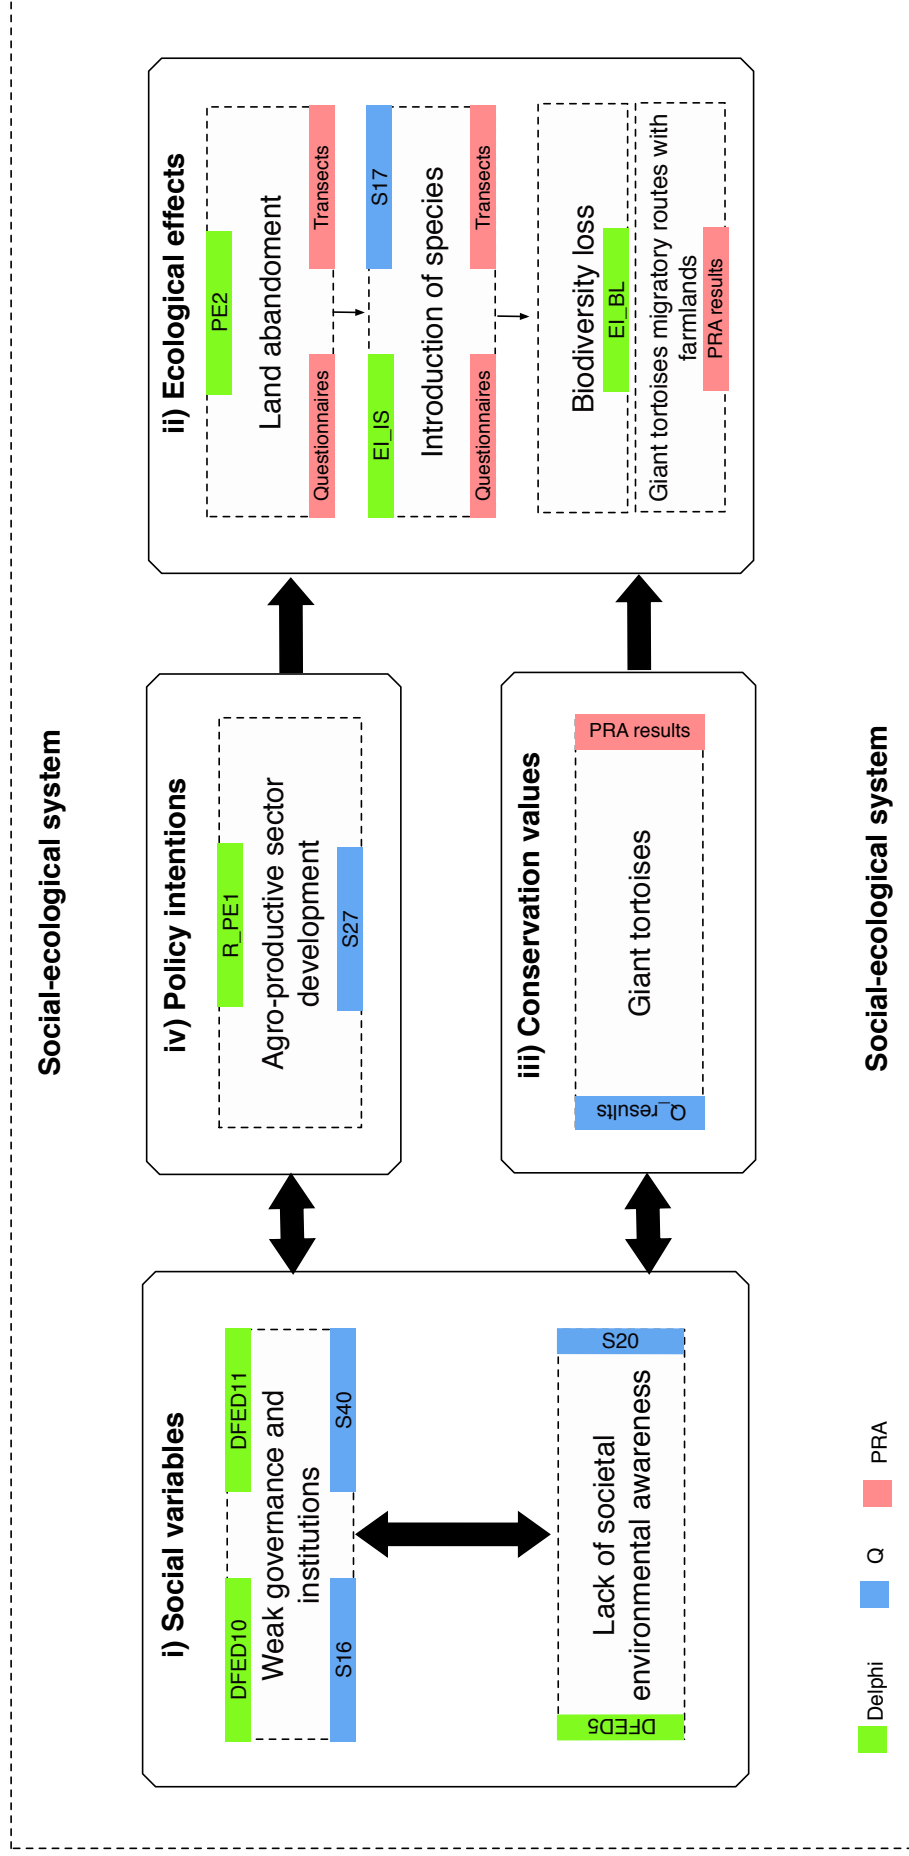 Social-ecological system
i) Social variables
DFED10
DFED11
Weak governance and
institutions
S16
S40
DFED5
Lack of societal
environmental awareness
S20
iv) Policy intentions
R_PE1
Agro-productive sector
development
S27
iii) Conservation values
Q_results
Giant tortoises
PRA results
ii) Ecological effects
PE2
Land abandoment
Questionnaires
Transects
EI_IS
S17
Introduction of species
Questionnaires
Transects
Biodiversity loss
EI_BL
Giant tortoises migratory routes with
farmlands
PRA results
Social-ecological system
Delphi
Q
PRA